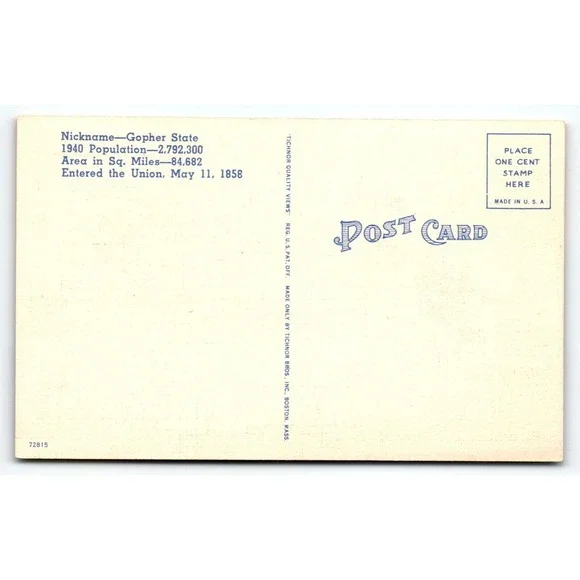 Nickname—Gopher State
1940 Population—2,792,300
Area in Sq. Miles—84,682
Entered the Union, May 11, 1858
TICHNOR QUALITY VIEWS REG. U. S. PAT. OFF. MADE ONLY BY TICHNOR BROS., INC., BOSTON, MASS.
PLACE
ONE CENT
STAMP
HERE
MADE IN U. S. A
POST CARD
72815